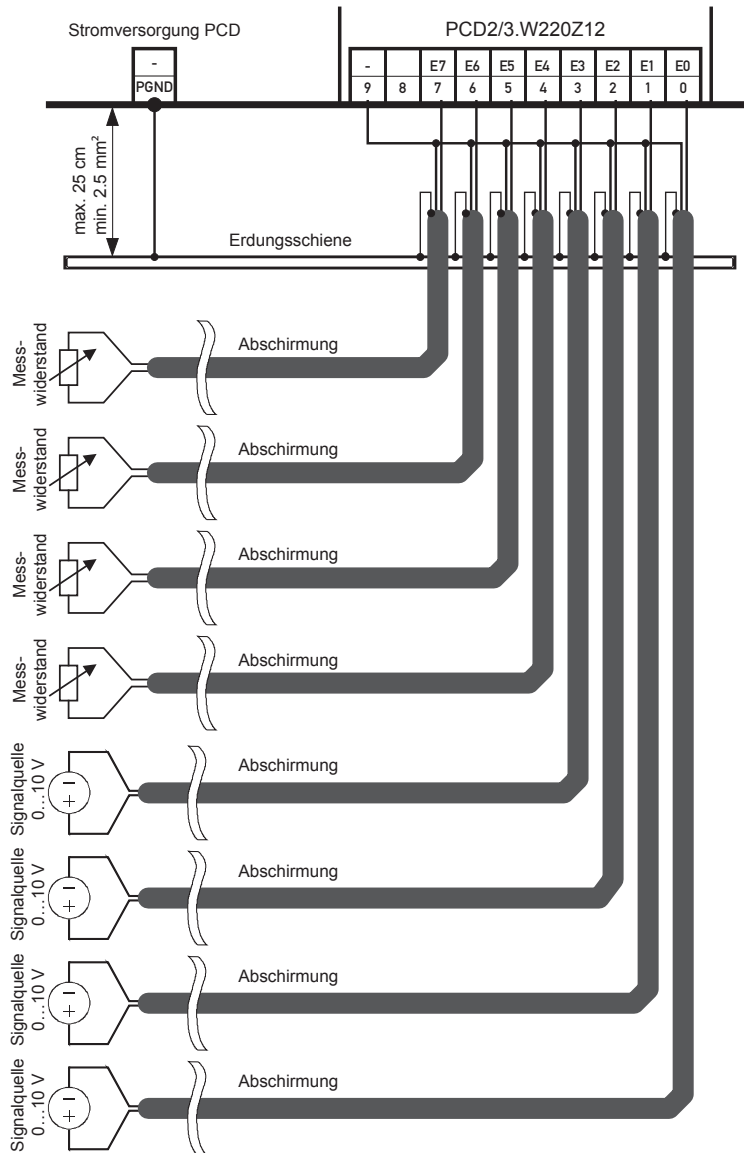 Stromversorgung PCD
PCD2/3.W220Z12
-
PGND
- E7 E6 E5 E4 E3 E2 E1 E0
9 8 7 6 5 4 3 2 1 0
max. 25 cm
min. 2.5 mm²
Erdungsschiene
Mess-
widerstand
Abschirmung
Mess-
widerstand
Abschirmung
Mess-
widerstand
Abschirmung
Mess-
widerstand
Abschirmung
Signalquelle
0...10 V
− +
Abschirmung
Signalquelle
0...10 V
− +
Abschirmung
Signalquelle
0...10 V
− +
Abschirmung
Signalquelle
0...10 V
− +
Abschirmung